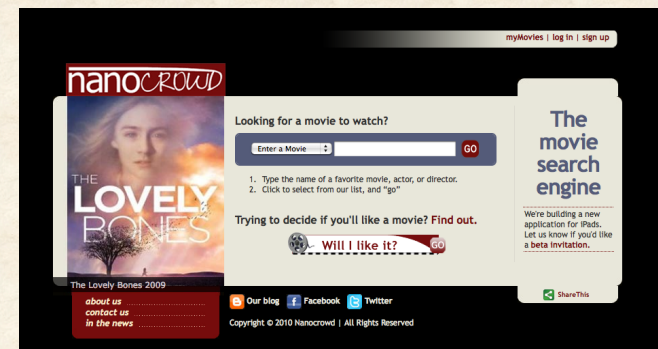 myMovies | log in | sign up
nanocrowd
THE
LOVELY
BONES
The Lovely Bones 2009
about us
contact us
in the news
Looking for a movie to watch?
Enter a Movie
GO
1. Type the name of a favorite movie, actor, or director.
2. Click to select from our list, and "go"
Trying to decide if you'll like a movie? Find out.
Will I like it?
GO
The
movie
search
engine
We're building a new
application for iPads.
Let us know if you'd like
a beta invitation.
ShareThis
Our blog
Facebook
Twitter
Copyright © 2010 Nanocrowd | All Rights Reserved